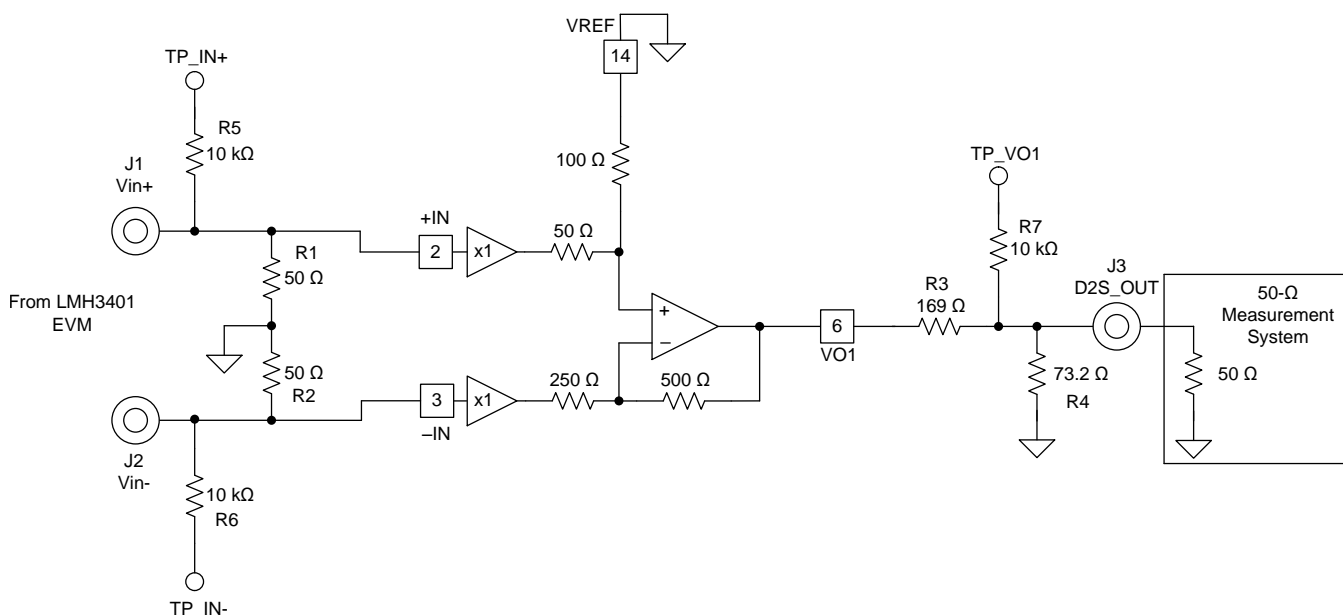 VREF
14
TP_IN+
R5
10 kΩ
J1
Vin+
100 Ω
TP_VO1
+IN
2
x1
50 Ω
R1
50 Ω
R7
10 kΩ
J3
D2S_OUT
50-Ω
Measurement
System
From LMH3401
EVM
R3
169 Ω
+
–
6
VO1
50 Ω
R2
73.2 Ω
R4
50 Ω
3
–IN
x1
250 Ω
500 Ω
J2
Vin-
10 kΩ
R6
TP_IN-